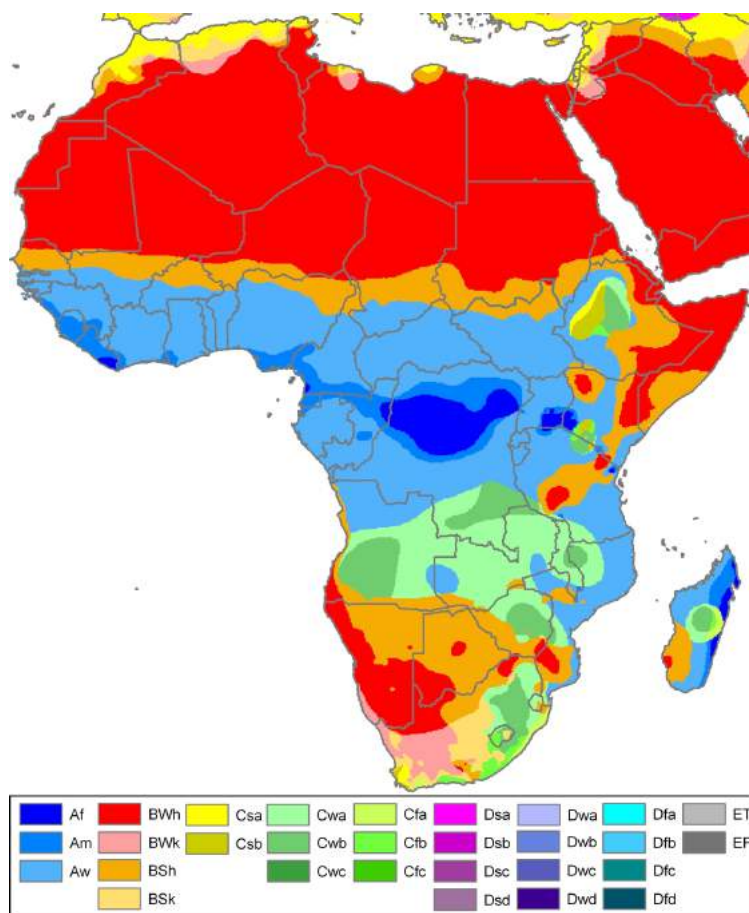 Af BWh Csa Cwa Cfa Dsa Dwa Dfa ET
Am BWk Csb Cwb Cfb Dsb Dwb Dfb EF
Aw BSh Cwc Cfc Dsc Dwc Dfc
BSk Dsd Dwd Dfd